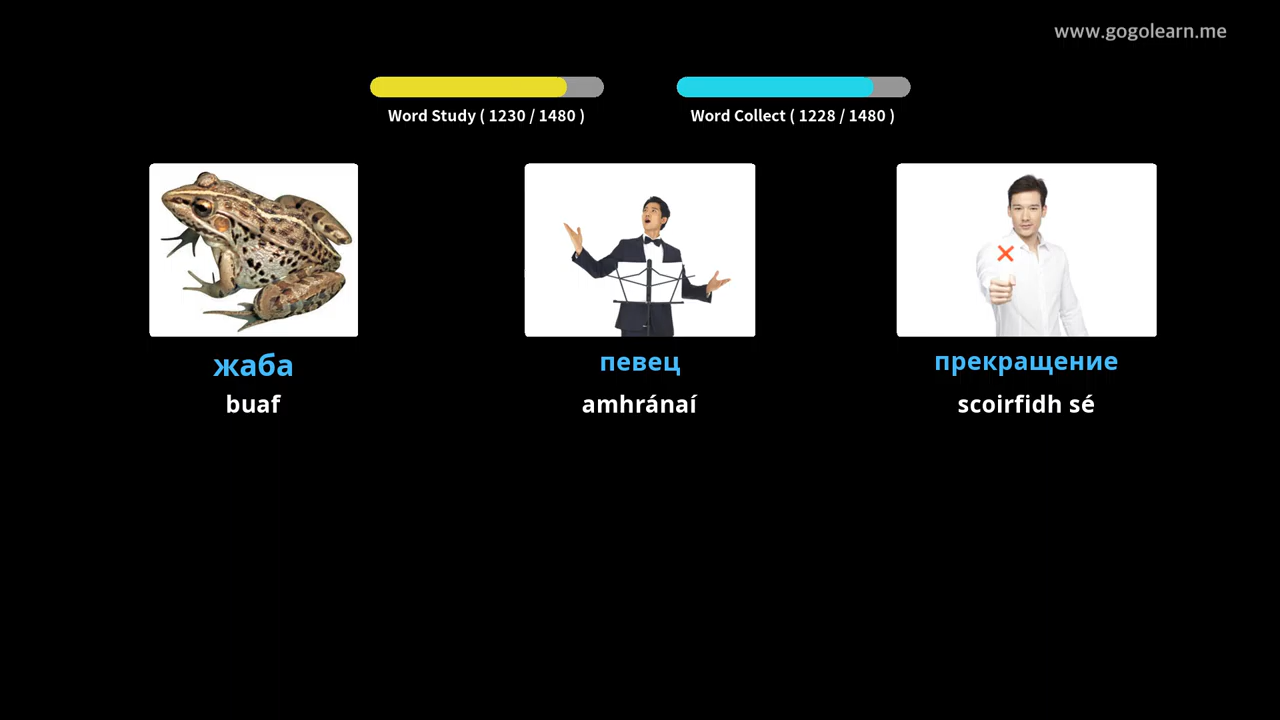 www.gogolearn.me
Word Study ( 1230 / 1480 )
Word Collect ( 1228 / 1480 )
жаба
певец
прекращение
buaf
amhránaí
scoirfidh sé